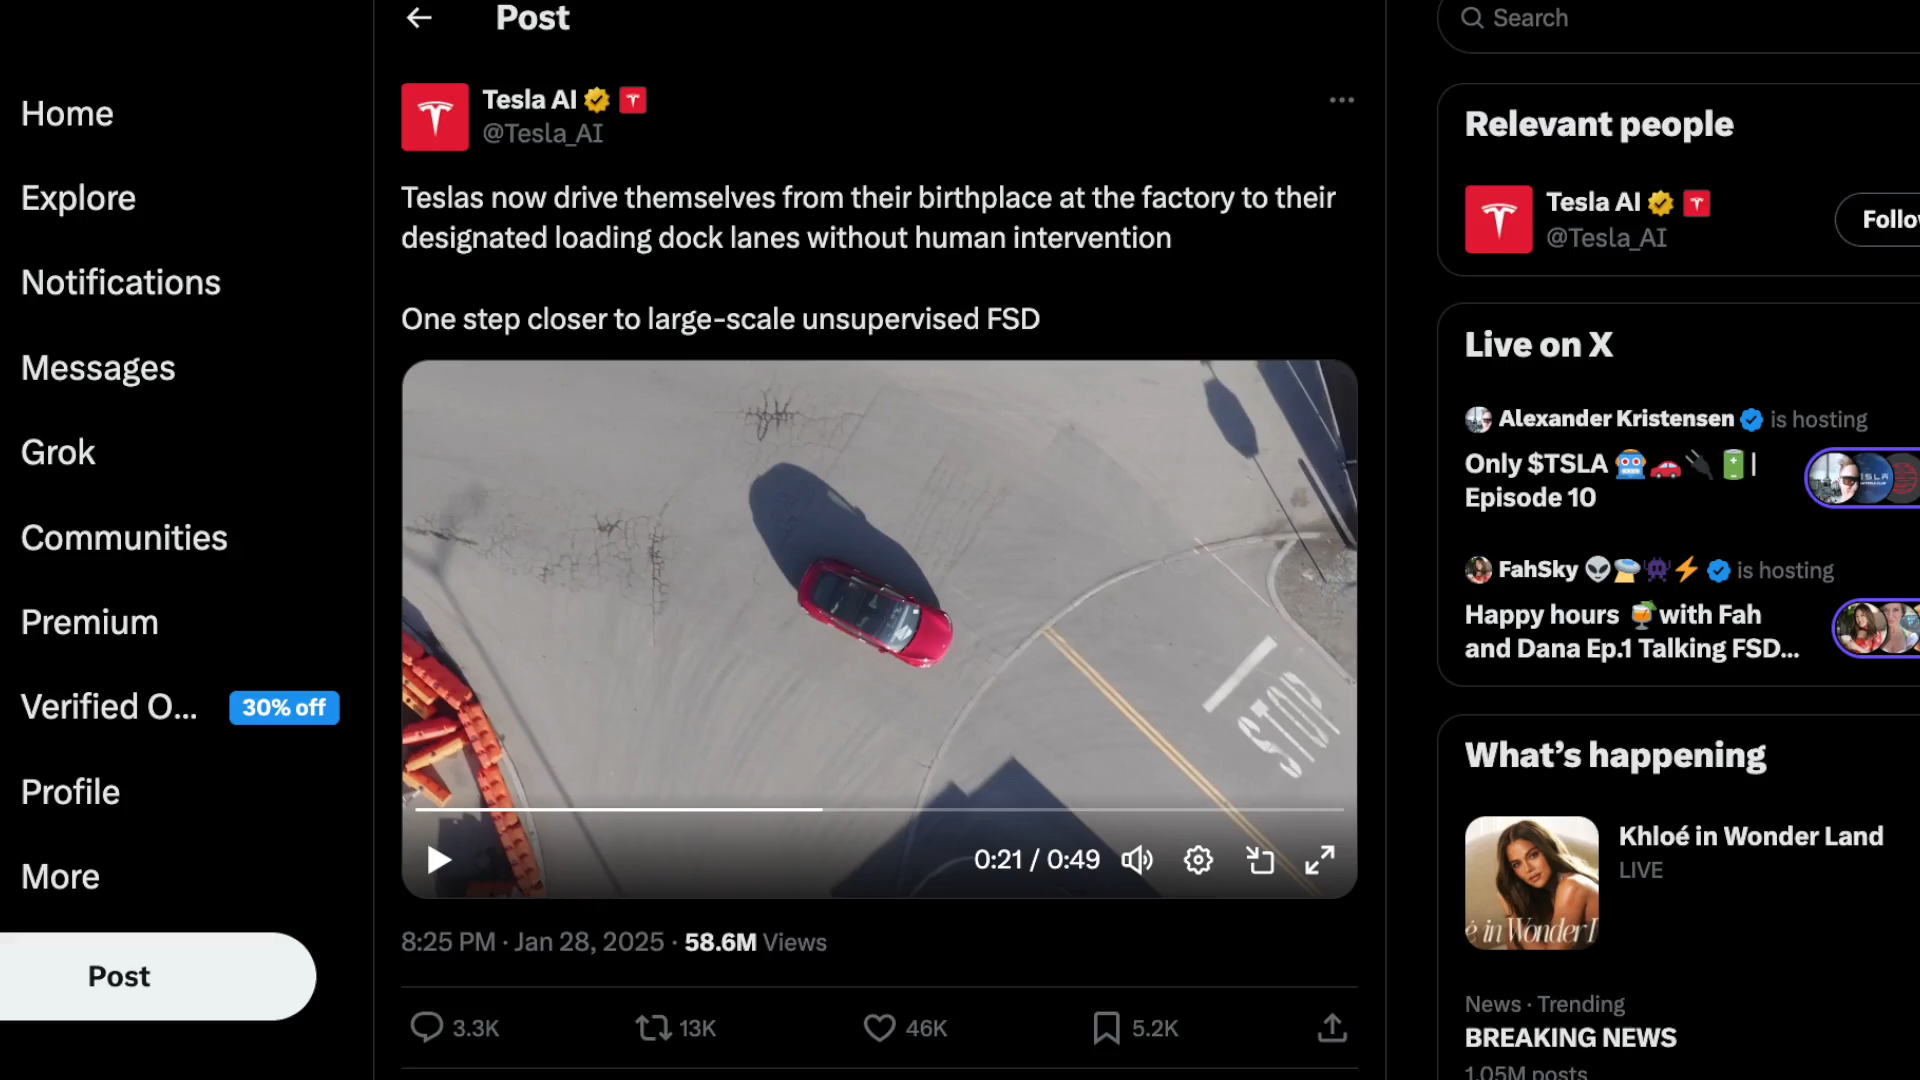 Home
Explore
Notifications
Messages
Grok
Communities
Premium
Verified O... 30% off
Profile
More
Post
Post
Tesla AI
@Tesla_AI
Teslas now drive themselves from their birthplace at the factory to their
designated loading dock lanes without human intervention
One step closer to large-scale unsupervised FSD
STOP
0:21 / 0:49
8:25 PM · Jan 28, 2025 · 58.6M Views
3.3K 13K 46K 5.2K
Search
Relevant people
Tesla AI
@Tesla_AI
Follo
Live on X
Alexander Kristensen is hosting
Only $TSLA 🤖🚗🔌🔋|
Episode 10
FahSky 👽🛸👾⚡ is hosting
Happy hours 🍹with Fah
and Dana Ep.1 Talking FSD...
What's happening
Khloé in Wonder Land
LIVE
é in Wonder l
News · Trending
BREAKING NEWS
1.05M posts